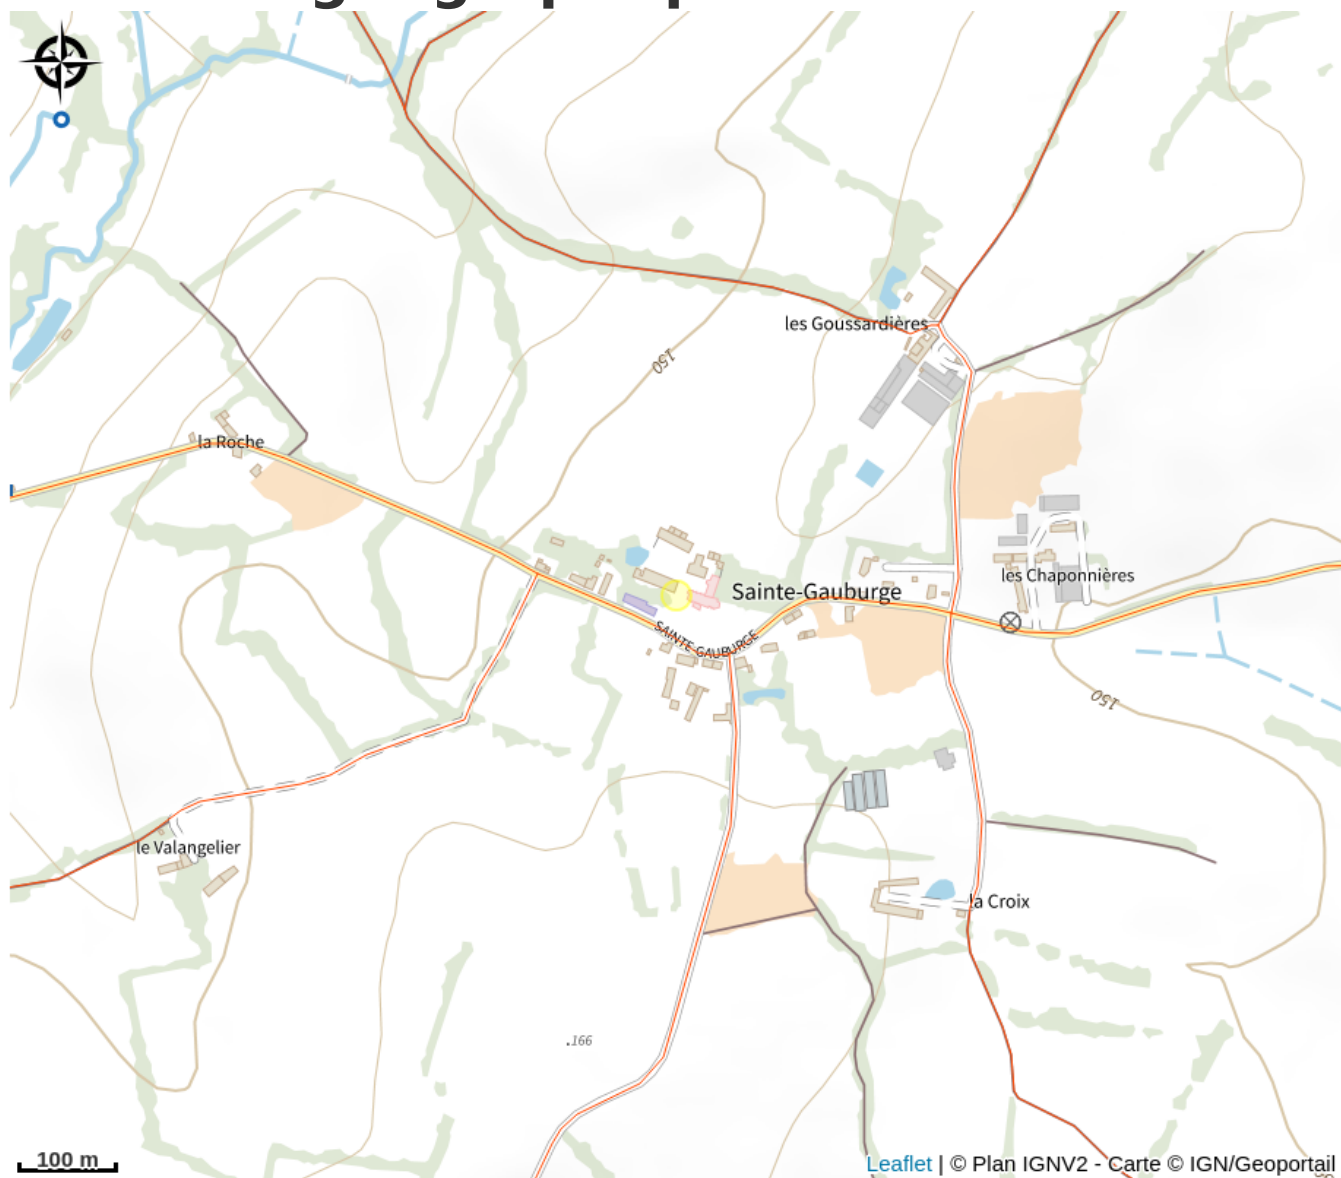 les Goussardières
150
la Roche
les Chaponnières
Sainte-Gauburge
SAINTE-GAUBURGE
150
le Valangelier
la Croix
.166
100 m
Leaflet | © Plan IGNV2 - Carte © IGN/Geoportail